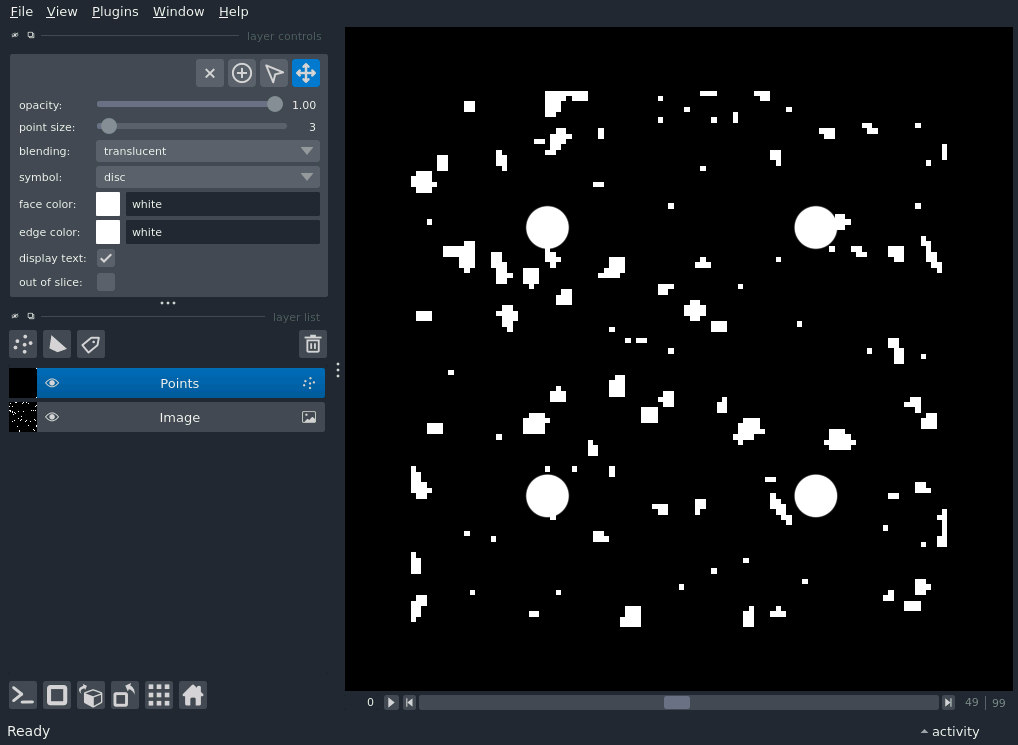 File View Plugins Window Help
layer controls
opacity: 1.00
point size: 3
blending: translucent
symbol: disc
face color: white
edge color: white
display text:
out of slice:
layer list
Points
Image
0 49 99
Ready activity